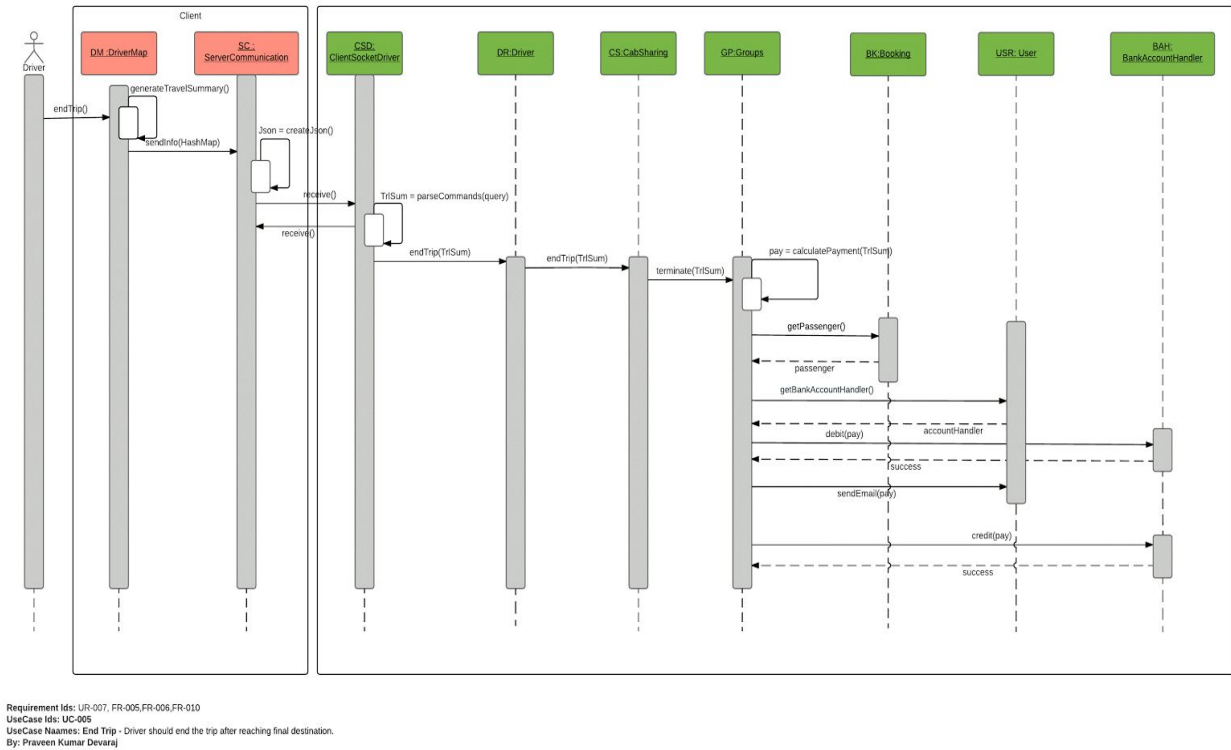 Client
DM :DriverMap
SC :
ServerCommunication
CSD:
ClientSocketDriver
DR:Driver
CS:CabSharing
GP:Groups
BK:Booking
USR: User
BAH:
BankAccountHandler
Driver
generateTravelSummary()
endTrip()
Json = createJson()
sendInfo(HashMap)
receive()
TrlSum = parseCommands(query)
receive()
endTrip(TrlSum)
endTrip(TrlSum)
terminate(TrlSum)
pay = calculatePayment(TrlSum)
getPassenger()
passenger
getBankAccountHandler()
accountHandler
debit(pay)
success
sendEmail(pay)
credit(pay)
success
Requirement Ids: UR-007, FR-005,FR-006,FR-010
UseCase Ids: UC-005
UseCase Naames: End Trip - Driver should end the trip after reaching final destination.
By: Praveen Kumar Devaraj